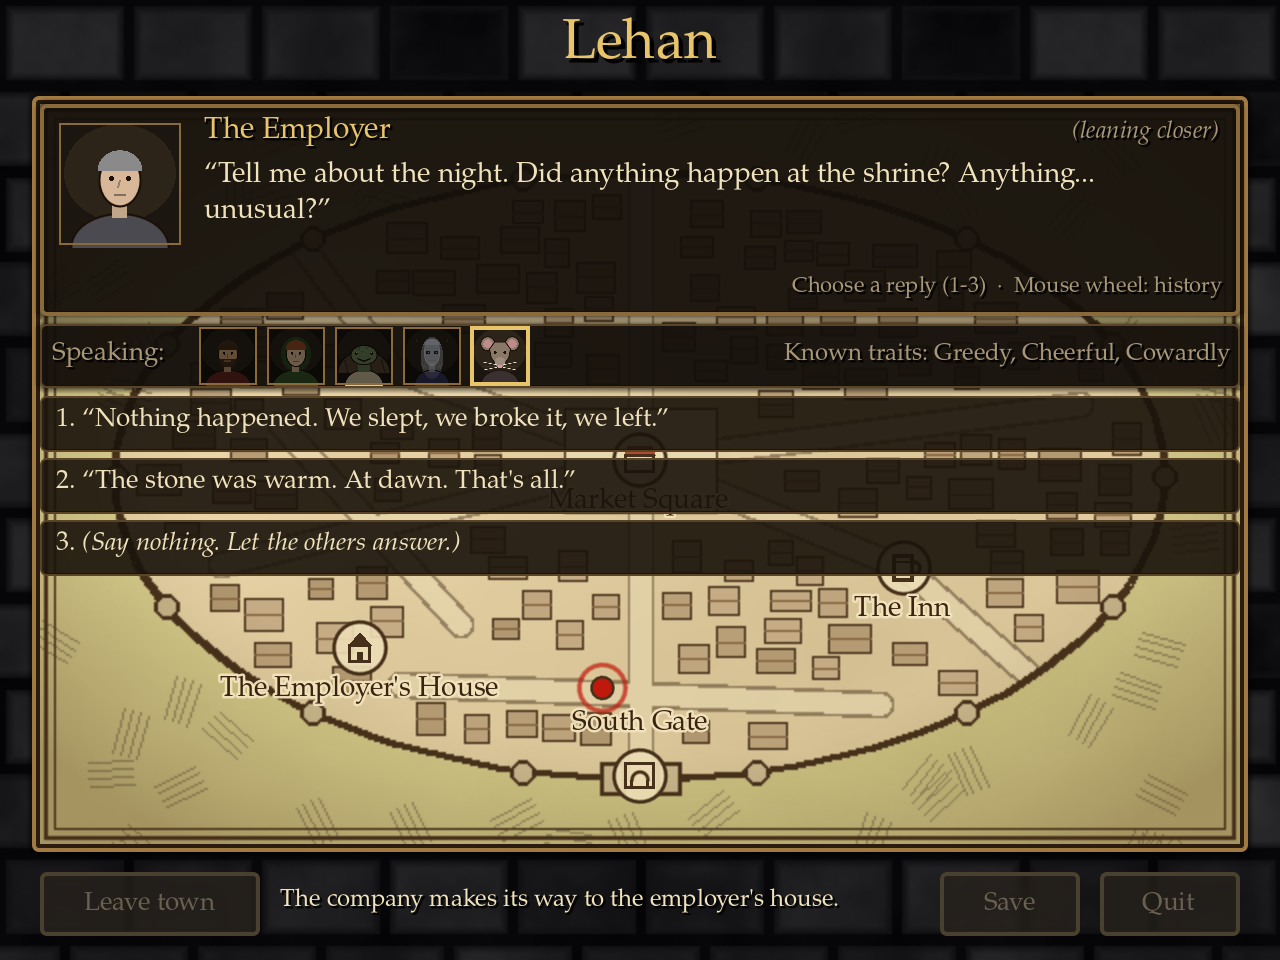 Lehan
The Employer
(leaning closer)
“Tell me about the night. Did anything happen at the shrine? Anything...
unusual?”
Choose a reply (1-3) · Mouse wheel: history
Speaking:
Known traits: Greedy, Cheerful, Cowardly
1. “Nothing happened. We slept, we broke it, we left.”
2. “The stone was warm. At dawn. That's all.”
Market Square
3. (Say nothing. Let the others answer.)
The Inn
The Employer's House
South Gate
Leave town
The company makes its way to the employer's house.
Save
Quit